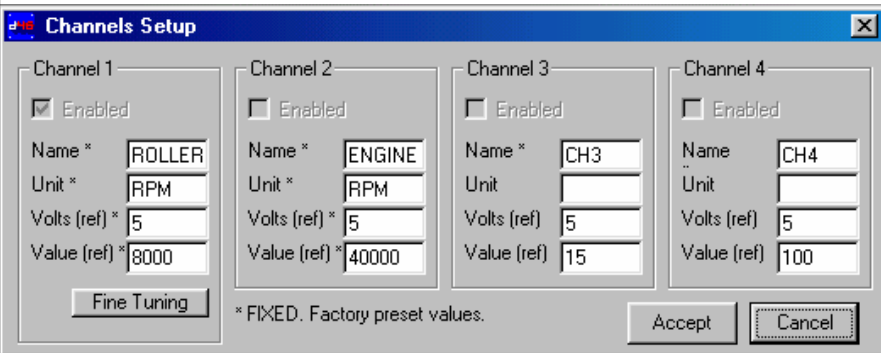 d46 Channels Setup
Channel 1
Enabled
Name * ROLLER
Unit * RPM
Volts (ref) * 5
Value (ref) * 8000
Fine Tuning
Channel 2
Enabled
Name * ENGINE
Unit * RPM
Volts (ref) * 5
Value (ref) * 40000
Channel 3
Enabled
Name * CH3
Unit
Volts (ref) 5
Value (ref) 15
Channel 4
Enabled
Name CH4
Unit
Volts (ref) 5
Value (ref) 100
* FIXED. Factory preset values.
Accept
Cancel